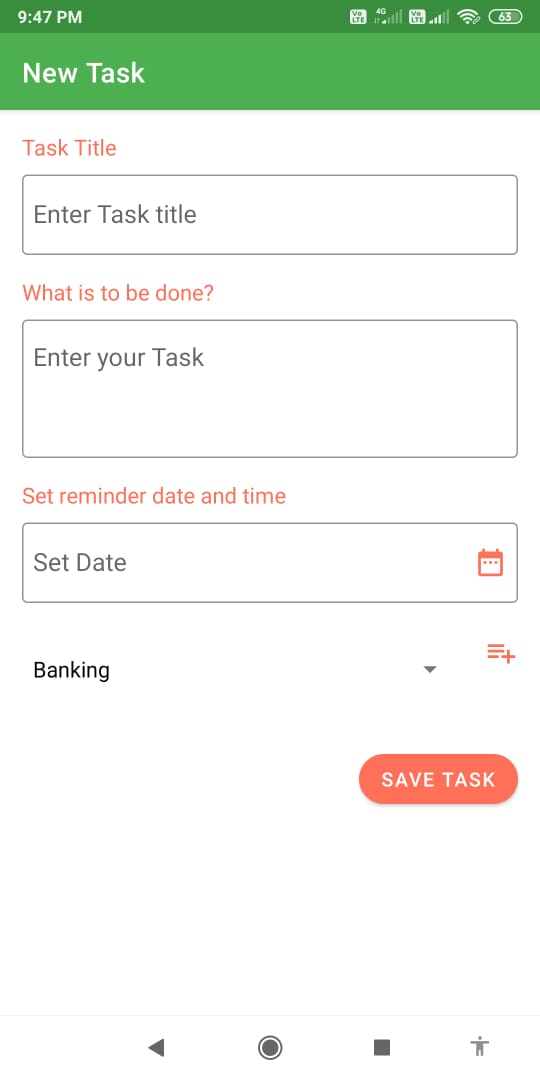 9:47 PM
Vo LTE
4G
Vo LTE
63
New Task
Task Title
Enter Task title
What is to be done?
Enter your Task
Set reminder date and time
Set Date
Banking
SAVE TASK